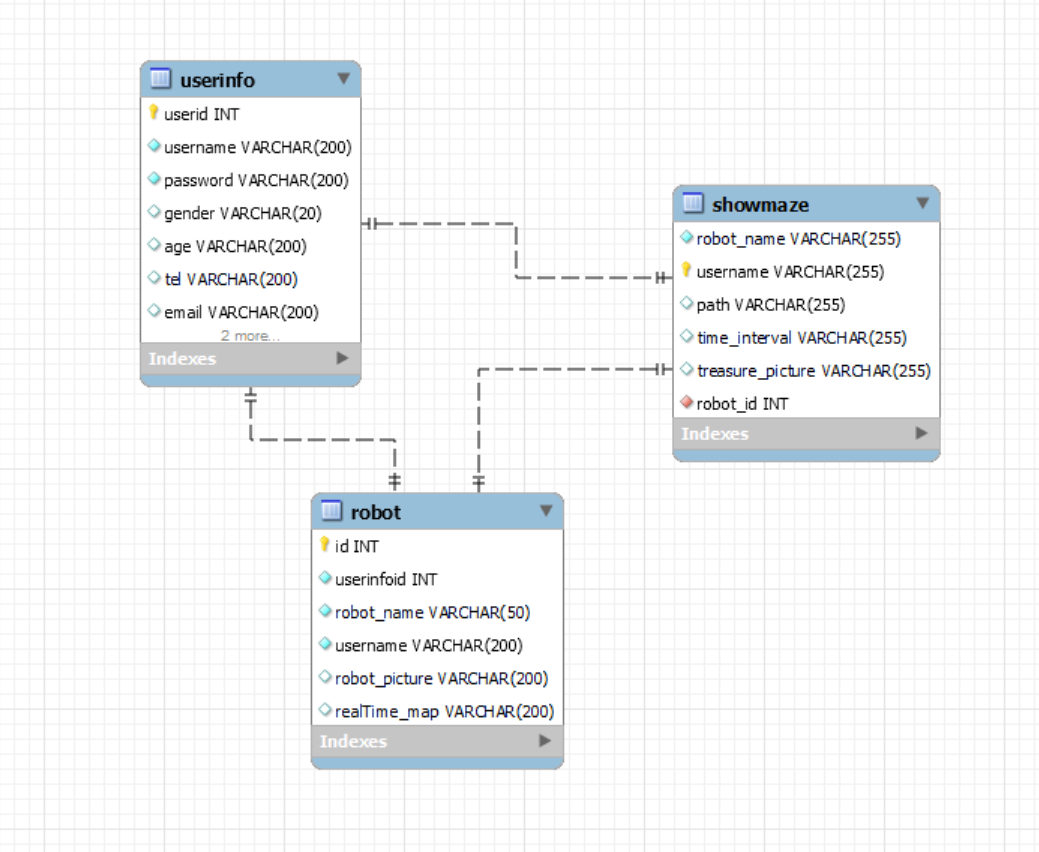 userinfo
userid INT
username VARCHAR(200)
password VARCHAR(200)
gender VARCHAR(20)
age VARCHAR(200)
tel VARCHAR(200)
email VARCHAR(200)
2 more...
Indexes
showmaze
robot_name VARCHAR(255)
username VARCHAR(255)
path VARCHAR(255)
time_interval VARCHAR(255)
treasure_picture VARCHAR(255)
robot_id INT
Indexes
robot
id INT
userinfoid INT
robot_name VARCHAR(50)
username VARCHAR(200)
robot_picture VARCHAR(200)
realTime_map VARCHAR(200)
Indexes